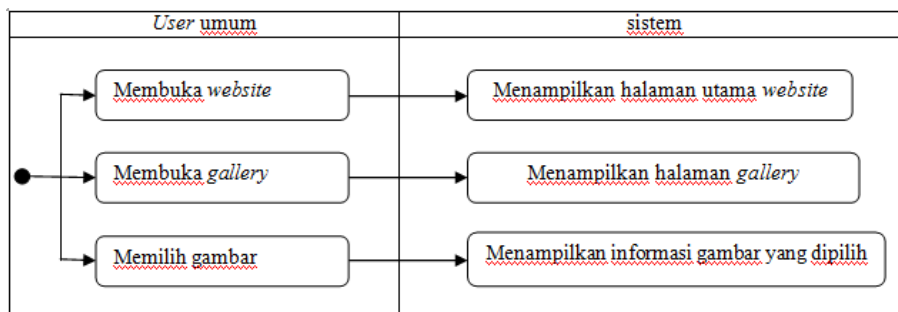 User umum
sistem
Membuka website
Menampilkan halaman utama website
Membuka gallery
Menampilkan halaman gallery
Memilih gambar
Menampilkan informasi gambar yang dipilih